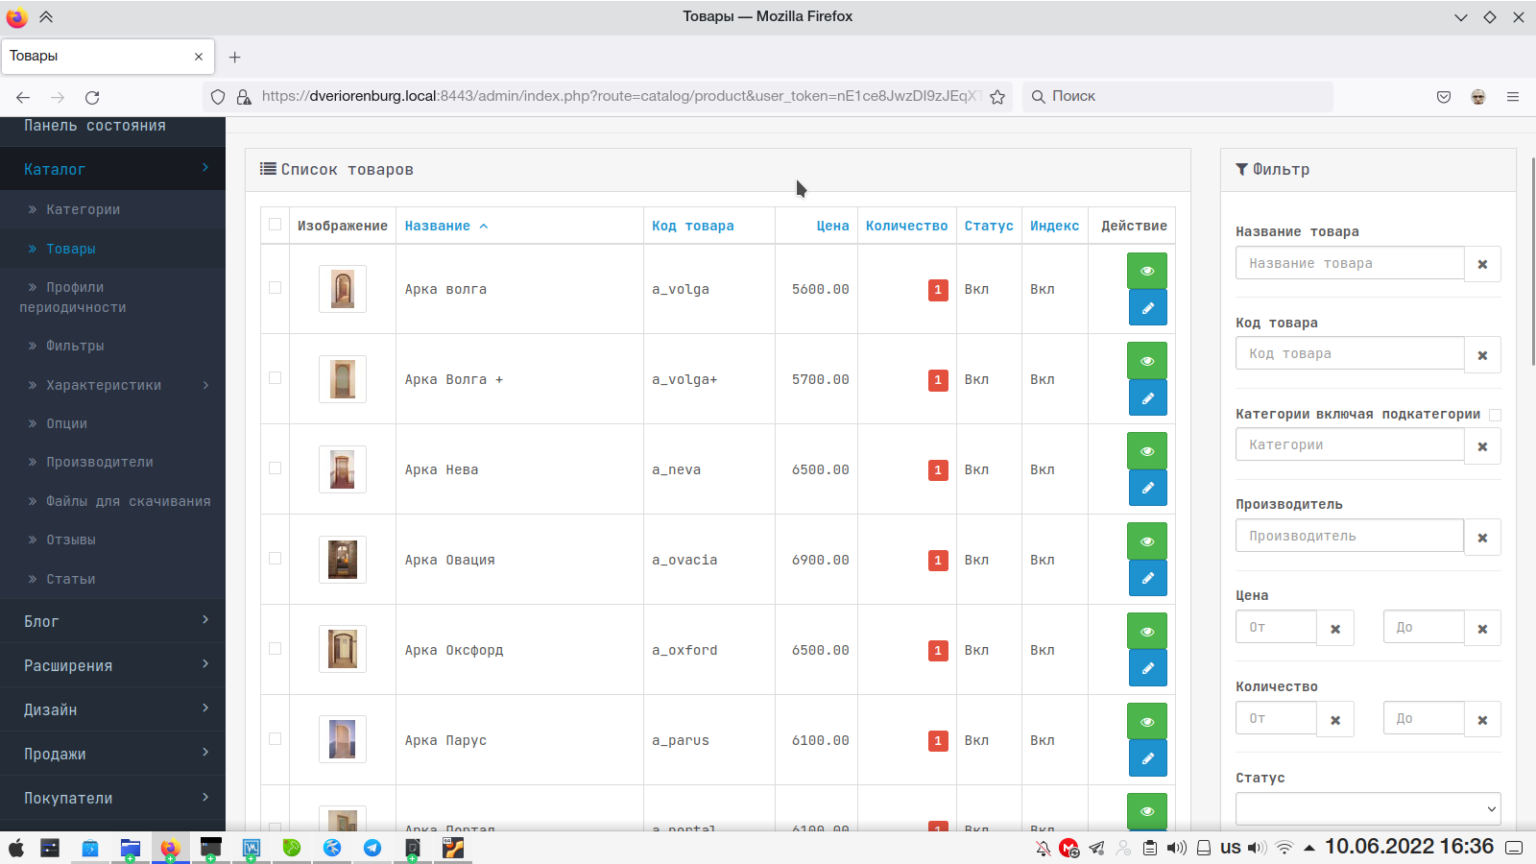 Товары — Mozilla Firefox
Товары
https://dveriorenburg.local:8443/admin/index.php?route=catalog/product&user_token=nE1ce8JwzDI9zJEqX
Поиск
Панель состояния
Каталог
Категории
Товары
Профили
периодичности
Фильтры
Характеристики
Опции
Производители
Файлы для скачивания
Отзывы
Статьи
Блог
Расширения
Дизайн
Продажи
Покупатели
Список товаров
Изображение Название Код товара Цена Количество Статус Индекс Действие
Арка волга a_volga 5600.00 1 Вкл Вкл
Арка Волга + a_volga+ 5700.00 1 Вкл Вкл
Арка Нева a_neva 6500.00 1 Вкл Вкл
Арка Овация a_ovacia 6900.00 1 Вкл Вкл
Арка Оксфорд a_oxford 6500.00 1 Вкл Вкл
Арка Парус a_parus 6100.00 1 Вкл Вкл
Арка Портал a_portal 6100.00 1 Вкл Вкл
Фильтр
Название товара
Название товара
Код товара
Код товара
Категории включая подкатегории
Категории
Производитель
Производитель
Цена
От До
Количество
От До
Статус
us 10.06.2022 16:36